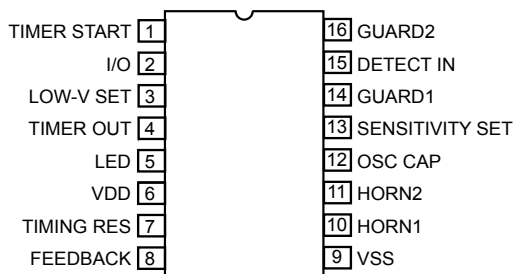 TIMER START 1
16 GUARD2
I/O 2
15 DETECT IN
LOW-V SET 3
14 GUARD1
TIMER OUT 4
13 SENSITIVITY SET
LED 5
12 OSC CAP
VDD 6
11 HORN2
TIMING RES 7
10 HORN1
FEEDBACK 8
9 VSS